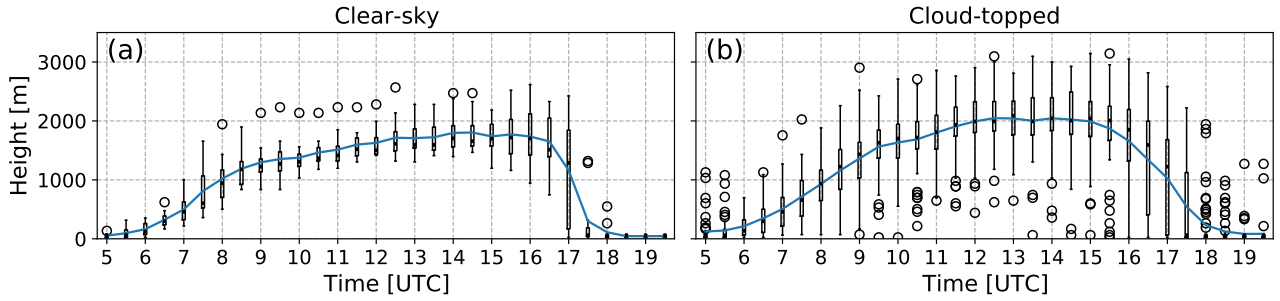 Clear-sky
Cloud-topped
(a)
(b)
Height [m]
3000
2000
1000
0
5 6 7 8 9 10 11 12 13 14 15 16 17 18 19
5 6 7 8 9 10 11 12 13 14 15 16 17 18 19
Time [UTC]
Time [UTC]